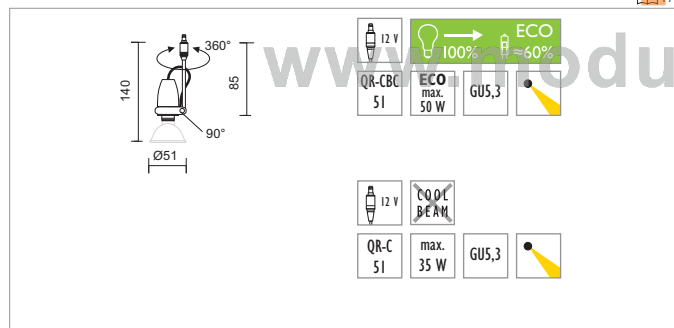 360°
140
85
90°
Ø51
12 V
100%
ECO
≈60%
www.modu
QR-CBC
51
ECO
max.
50 W
GU5,3
12 V
COOL
BEAM
QR-C
51
max.
35 W
GU5,3